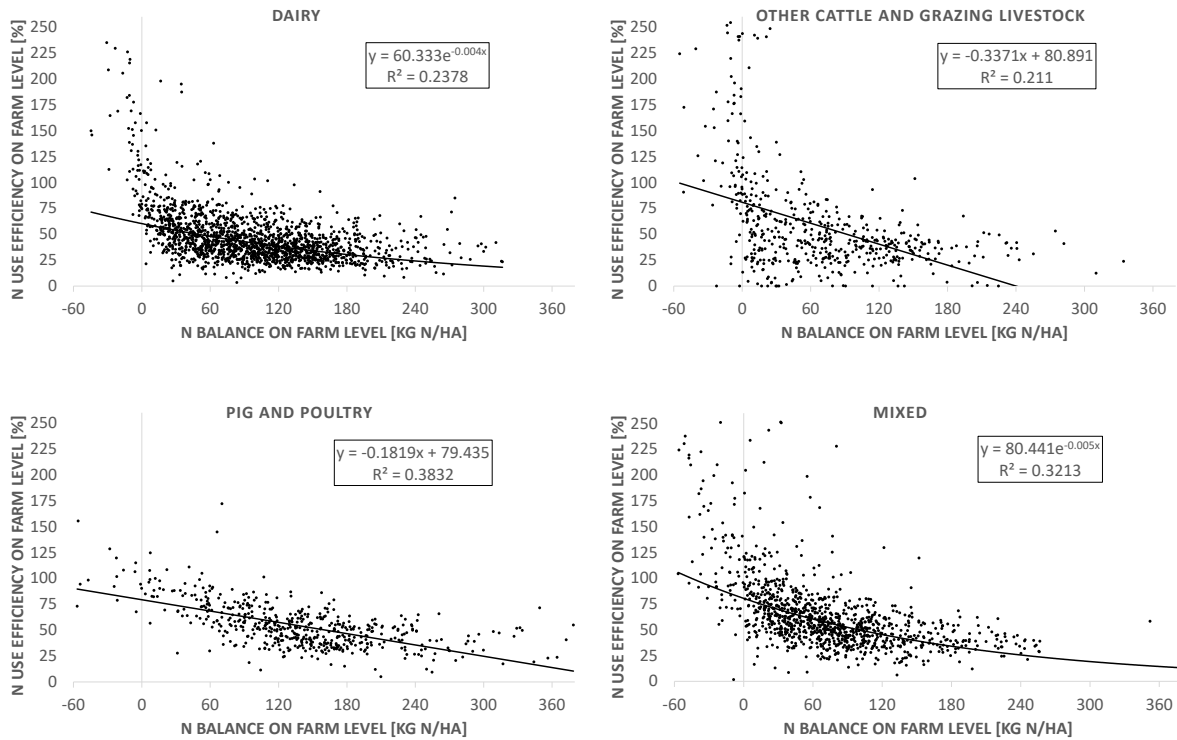 DAIRY
N USE EFFICIENCY ON FARM LEVEL [%]
250
225
200
175
150
125
100
75
50
25
0
y = 60.333e^-0.004x
R² = 0.2378
-60 0 60 120 180 240 300 360
N BALANCE ON FARM LEVEL [KG N/HA]
OTHER CATTLE AND GRAZING LIVESTOCK
N USE EFFICIENCY ON FARM LEVEL [%]
250
225
200
175
150
125
100
75
50
25
0
y = -0.3371x + 80.891
R² = 0.211
-60 0 60 120 180 240 300 360
N BALANCE ON FARM LEVEL [KG N/HA]
PIG AND POULTRY
N USE EFFICIENCY ON FARM LEVEL [%]
250
225
200
175
150
125
100
75
50
25
0
y = -0.1819x + 79.435
R² = 0.3832
-60 0 60 120 180 240 300 360
N BALANCE ON FARM LEVEL [KG N/HA]
MIXED
N USE EFFICIENCY ON FARM LEVEL [%]
250
225
200
175
150
125
100
75
50
25
0
y = 80.441e^-0.005x
R² = 0.3213
-60 0 60 120 180 240 300 360
N BALANCE ON FARM LEVEL [KG N/HA]